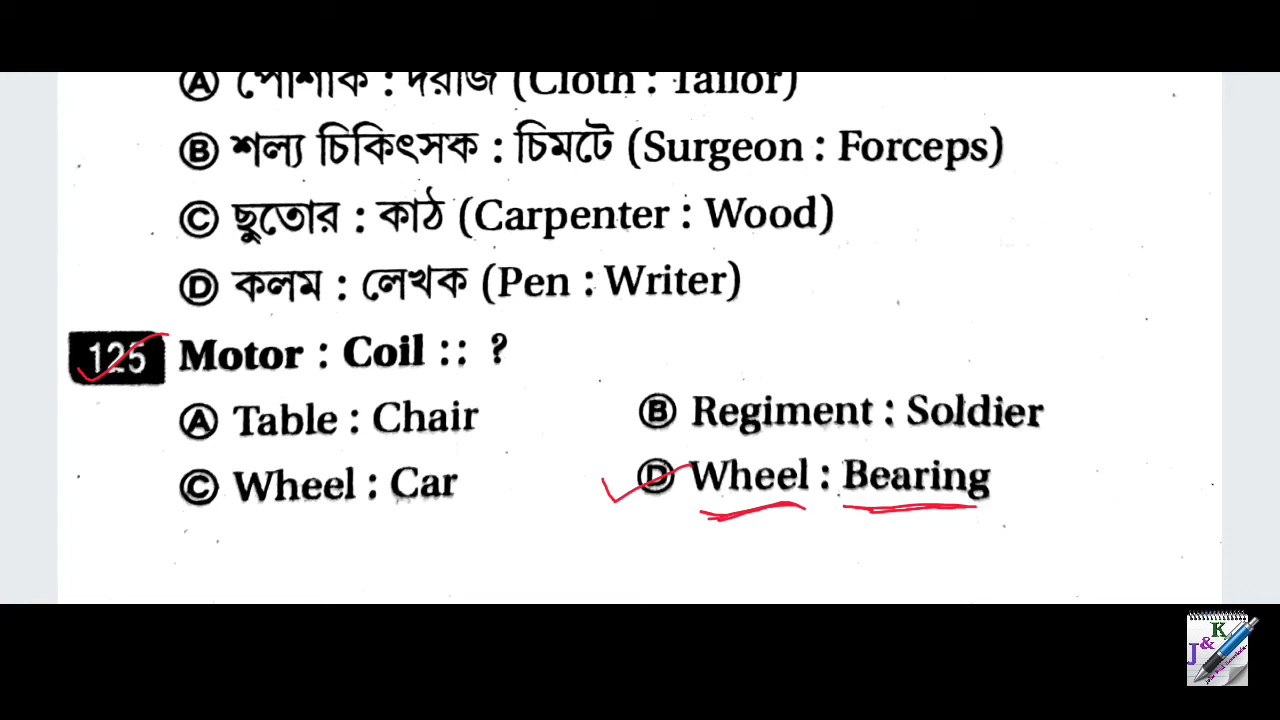 Ⓐ পোশাক : দরজি (Cloth : Tailor)
Ⓑ শল্য চিকিৎসক : চিমটে (Surgeon : Forceps)
Ⓒ ছুতোর : কাঠ (Carpenter : Wood)
Ⓓ কলম : লেখক (Pen : Writer)
125 Motor : Coil :: ?
Ⓐ Table : Chair Ⓑ Regiment : Soldier
Ⓒ Wheel : Car Ⓓ Wheel : Bearing
J&K